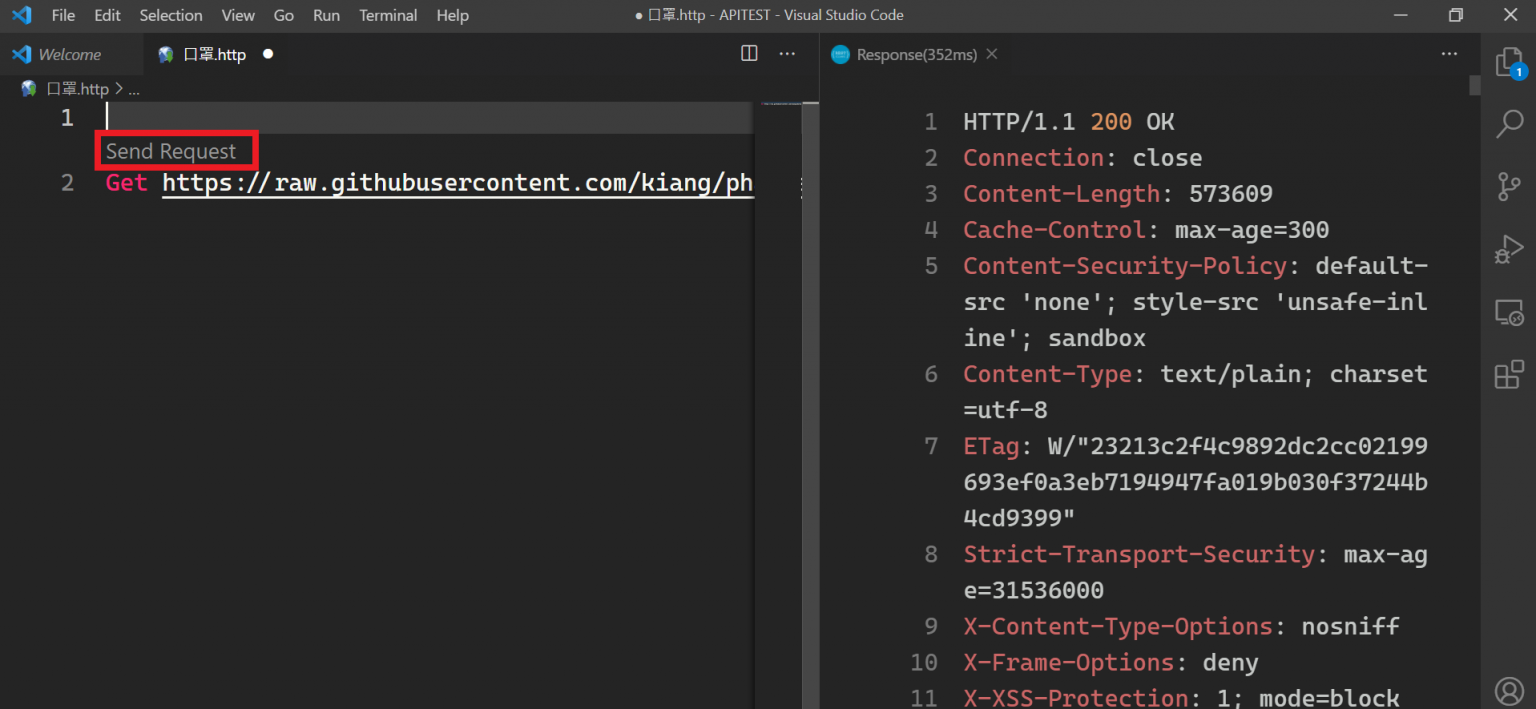 File Edit Selection View Go Run Terminal Help
● 口罩.http - APITEST - Visual Studio Code
Welcome
口罩.http ●
Response(352ms)
口罩.http > ...
1
Send Request
2 Get https://raw.githubusercontent.com/kiang/ph
1 HTTP/1.1 200 OK
2 Connection: close
3 Content-Length: 573609
4 Cache-Control: max-age=300
5 Content-Security-Policy: default-
src 'none'; style-src 'unsafe-inl
ine'; sandbox
6 Content-Type: text/plain; charset
=utf-8
7 ETag: W/"23213c2f4c9892dc2cc02199
693ef0a3eb7194947fa019b030f37244b
4cd9399"
8 Strict-Transport-Security: max-ag
e=31536000
9 X-Content-Type-Options: nosniff
10 X-Frame-Options: deny
11 X-XSS-Protection: 1; mode=block
1